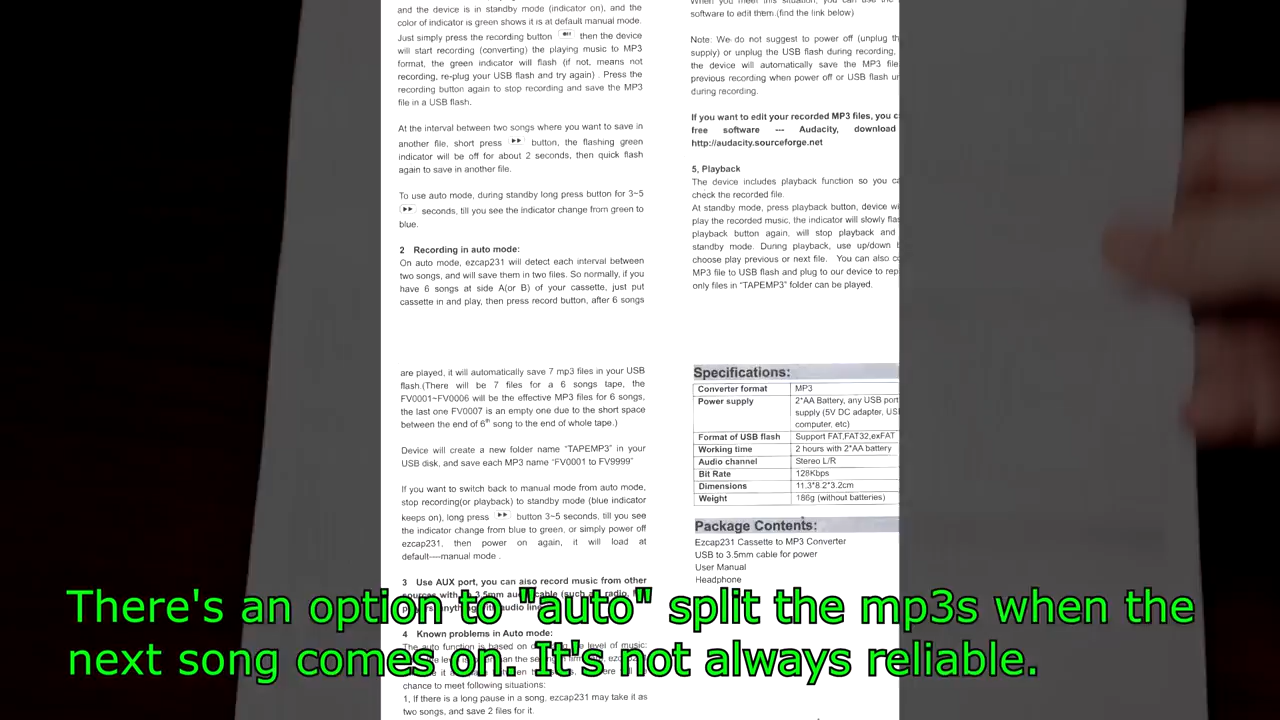 and the device is in standby mode (indicator on), and the
color of indicator is green shows it is at default manual mode.
Just simply press the recording button then the device
will start recording (converting) the playing music to MP3
format, the green indicator will flash (if not, means not
recording, re-plug your USB flash and try again) . Press the
recording button again to stop recording and save the MP3
file in a USB flash.
At the interval between two songs where you want to save in
another file, short press button, the flashing green
indicator will be off for about 2 seconds, then quick flash
again to save in another file.
To use auto mode, during standby long press button for 3~5
seconds, till you see the indicator change from green to
blue.
2 Recording in auto mode:
On auto mode, ezcap231 will detect each interval between
two songs, and will save them in two files. So normally, if you
have 6 songs at side A(or B) of your cassette, just put
cassette in and play, then press record button, after 6 songs
are played, it will automatically save 7 mp3 files in your USB
flash.(There will be 7 files for a 6 songs tape, the
FV0001~FV0006 will be the effective MP3 files for 6 songs,
the last one FV0007 is an empty one due to the short space
between the end of 6th song to the end of whole tape.)
Device will create a new folder name “TAPEMP3” in your
USB disk, and save each MP3 name “FV0001 to FV9999”
If you want to switch back to manual mode from auto mode,
stop recording(or playback) to standby mode (blue indicator
keeps on), long press button 3~5 seconds, till you see
the indicator change from blue to green, or simply power off
ezcap231, then power on again, it will load at
default----manual mode .
3 Use AUX port, you can also record music from other
sources with 3.5mm cable (such radio,
4 Known problems in Auto mode:
The auto function is based on level of music:
chance to meet following situations:
1, If there is a long pause in a song, ezcap231 may take it as
two songs, and save 2 files for it.
When you meet this situation, you can use
software to edit them.(find the link below)
Note: We do not suggest to power off (unplug
supply) or unplug the USB flash during recording,
the device will automatically save the MP3
previous recording when power off or USB flash
during recording.
If you want to edit your recorded MP3 files, you
free software --- Audacity, download
http://audacity.sourceforge.net
5, Playback
The device includes playback function so you
check the recorded file.
At standby mode, press playback button, device
play the recorded music, the indicator will slowly
playback button again, will stop playback and
standby mode. During playback, use up/down
choose play previous or next file. You can also
MP3 file to USB flash and plug to our device to
only files in “TAPEMP3” folder can be played.
Specifications:
Converter format MP3
Power supply 2*AA Battery, any USB port
supply (5V DC adapter,
computer, etc)
Format of USB flash Support FAT,FAT32,exFAT
Working time 2 hours with 2*AA battery
Audio channel Stereo L/R
Bit Rate 128Kbps
Dimensions 11.3*8.2*3.2cm
Weight 186g (without batteries)
Package Contents:
Ezcap231 Cassette to MP3 Converter
USB to 3.5mm cable for power
User Manual
Headphone
There's an option to "auto" split the mp3s when the
next song comes on. It's not always reliable.